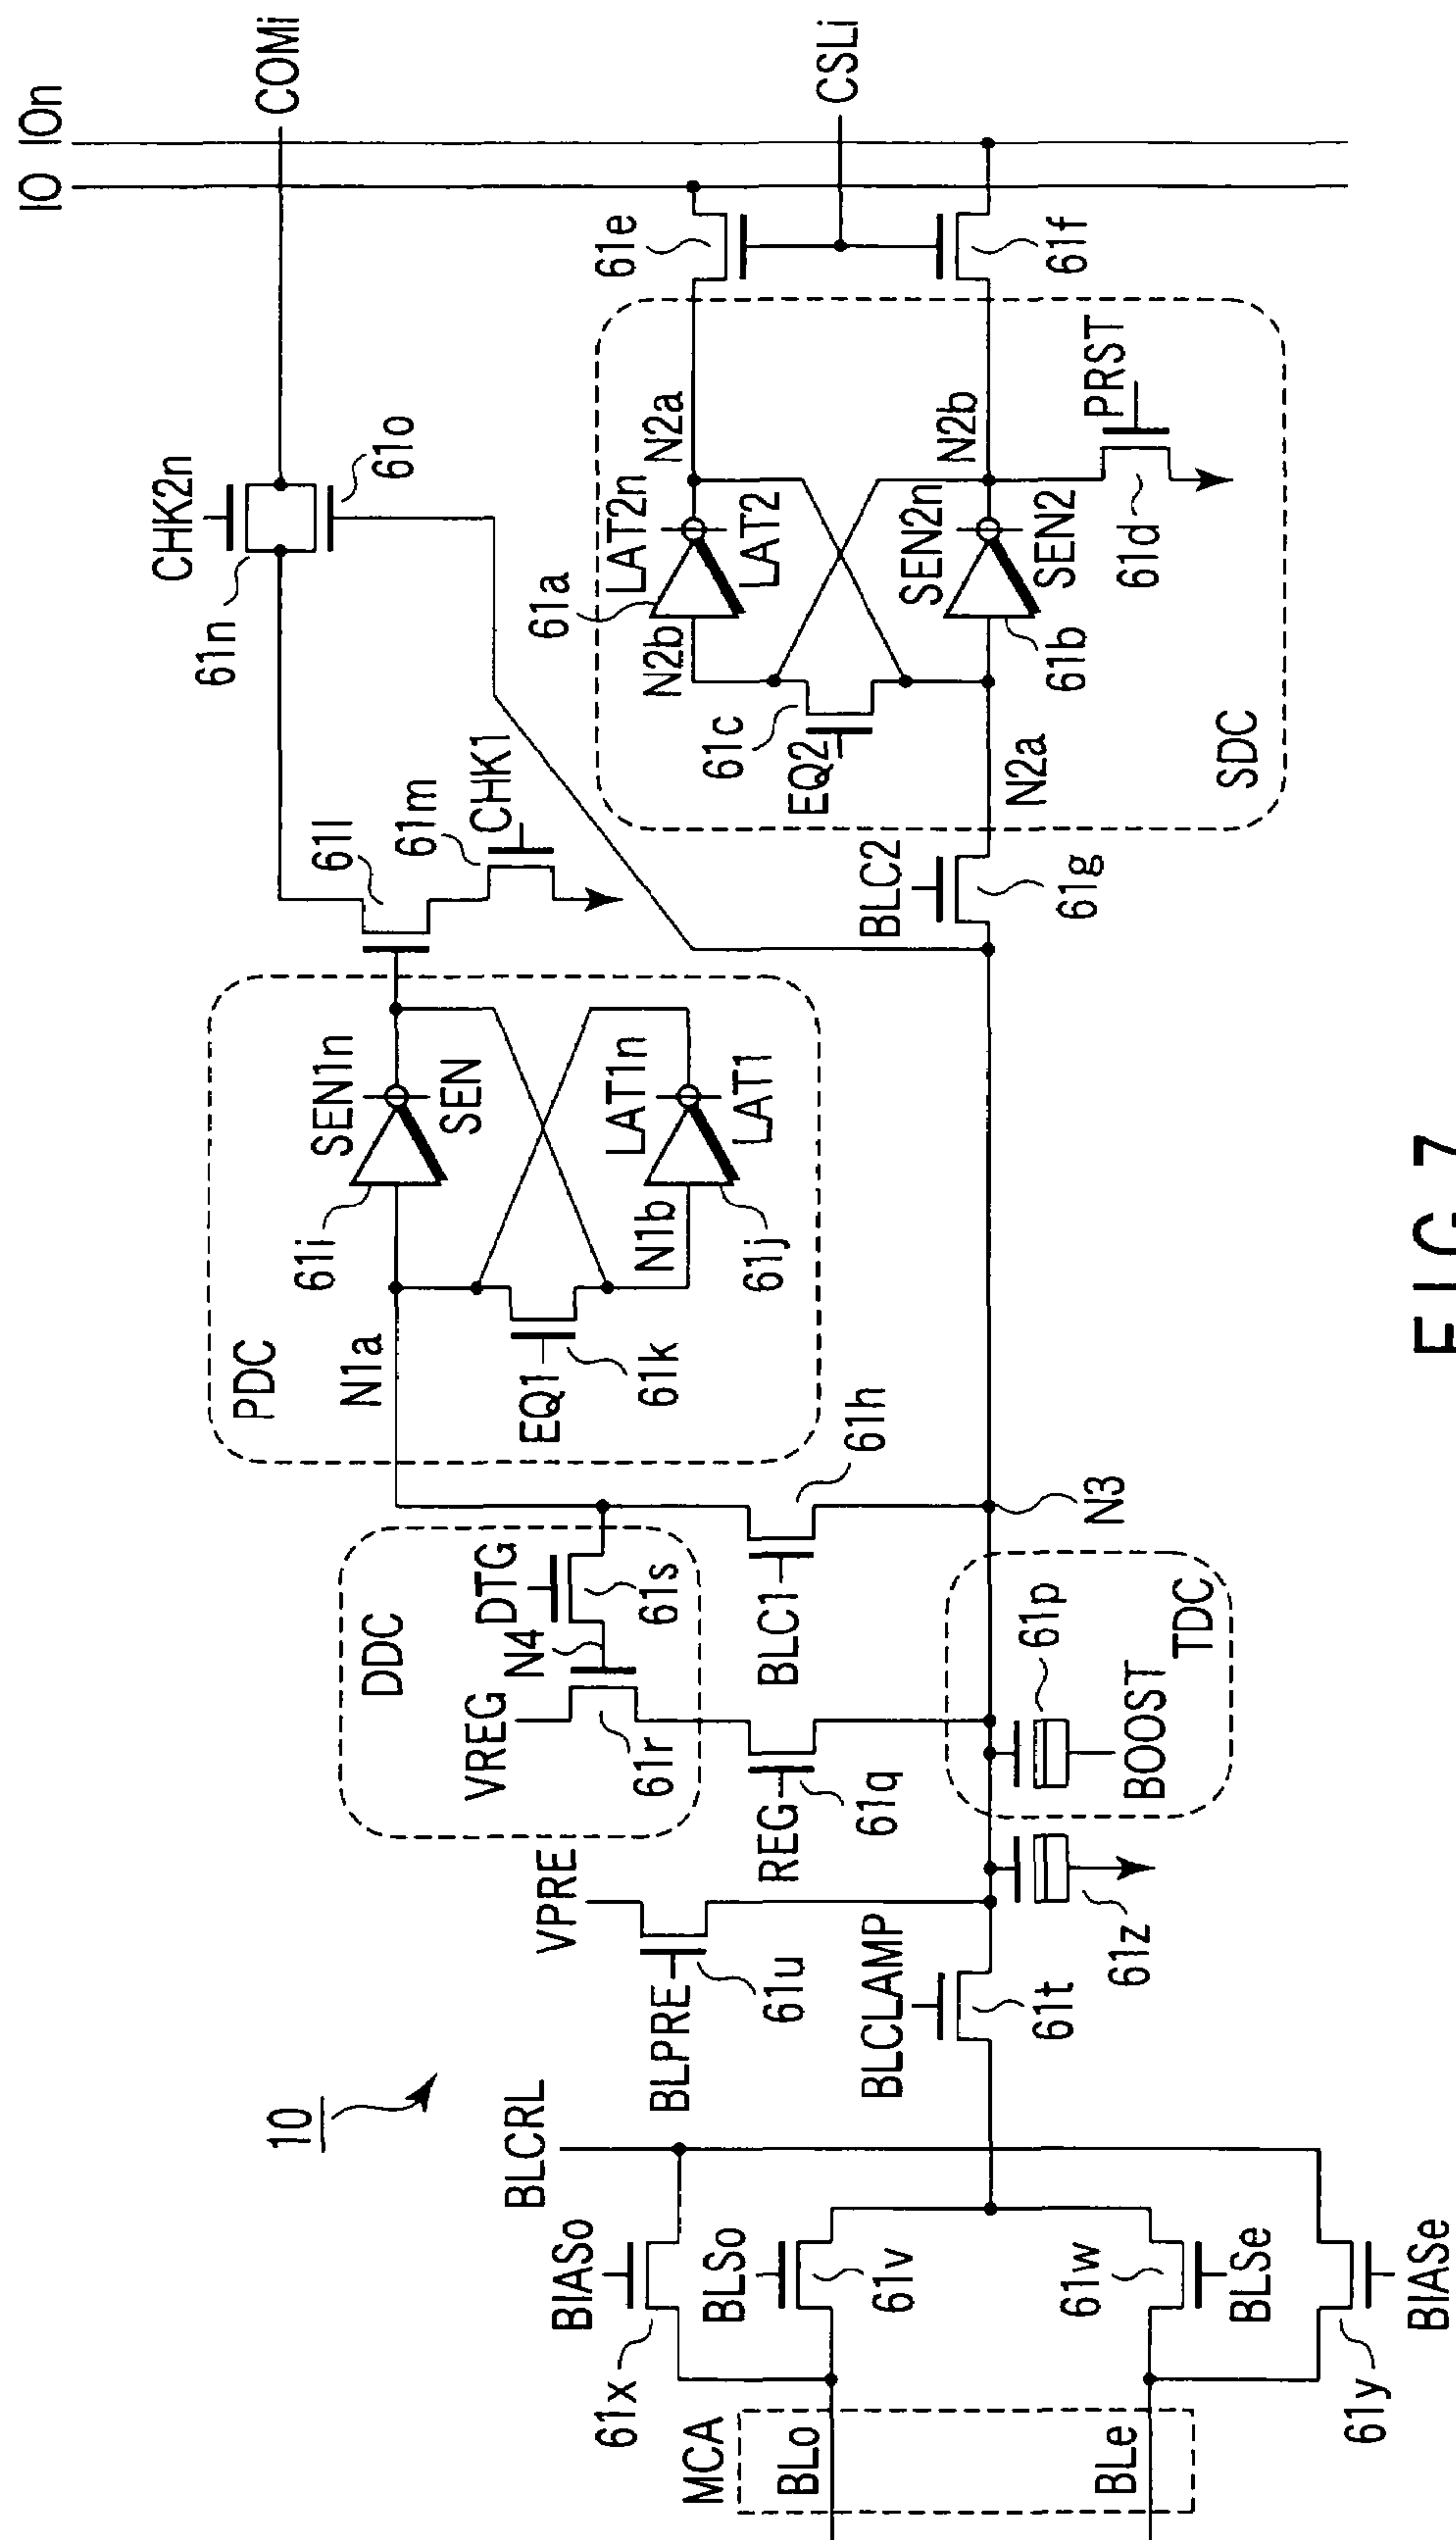 10
MCA
BLo
BLe
61x
BIASo
BLSo
61v
61w
BLSe
61y
BIASe
BLCRL
BLPRE
VPRE
61u
BLCLAMP
61t
61z
DDC
VREG
N4
DTG
61r
61s
REG
61q
BLC1
61h
TDC
61p
BOOST
N3
PDC
N1a
EQ1
61k
61i
SEN1n
SEN
N1b
61j
LAT1n
LAT1
61l
61m
CHK1
61n
CHK2n
61o
COMi
BLC2
61g
SDC
N2a
EQ2
61c
N2b
61a
LAT2n
LAT2
N2a
61b
SEN2n
SEN2
N2b
61d
PRST
61e
61f
CSLi
IO
IOn
FIG. 7